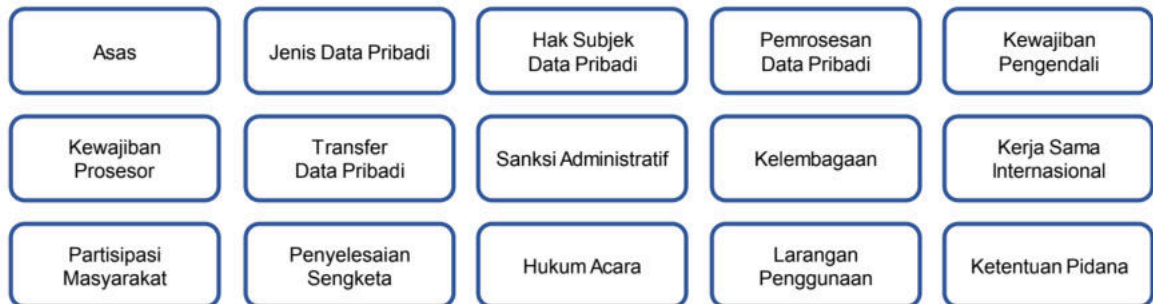 Asas
Jenis Data Pribadi
Hak Subjek
Data Pribadi
Pemrosesan
Data Pribadi
Kewajiban
Pengendali
Kewajiban
Prosesor
Transfer
Data Pribadi
Sanksi Administratif
Kelembagaan
Kerja Sama
Internasional
Partisipasi
Masyarakat
Penyelesaian
Sengketa
Hukum Acara
Larangan
Penggunaan
Ketentuan Pidana